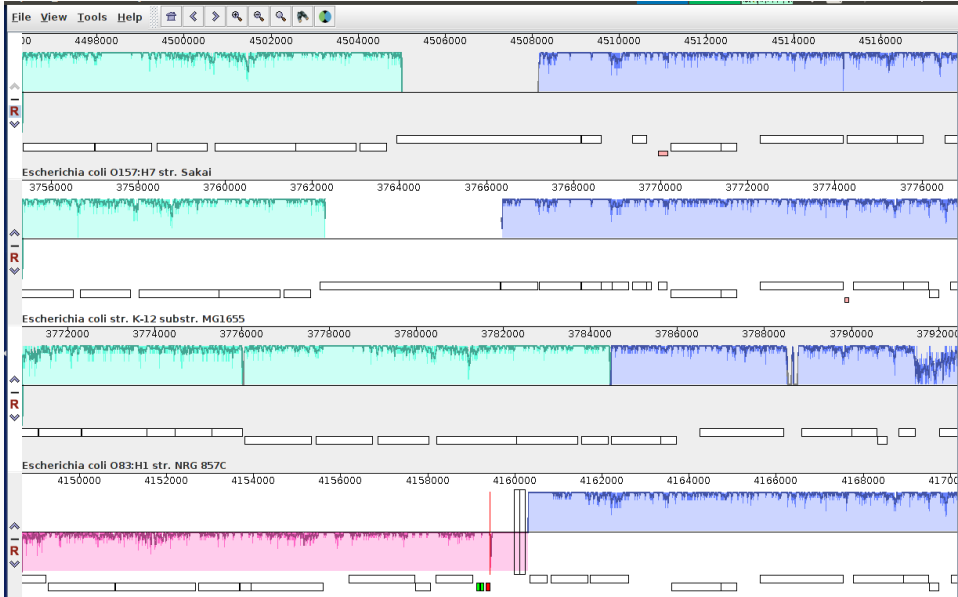 File View Tools Help
00 4498000 4500000 4502000 4504000 4506000 4508000 4510000 4512000 4514000 4516000
R
Escherichia coli O157:H7 str. Sakai
3756000 3758000 3760000 3762000 3764000 3766000 3768000 3770000 3772000 3774000 3776000
R
Escherichia coli str. K-12 substr. MG1655
3772000 3774000 3776000 3778000 3780000 3782000 3784000 3786000 3788000 3790000 3792000
R
Escherichia coli O83:H1 str. NRG 857C
4150000 4152000 4154000 4156000 4158000 4160000 4162000 4164000 4166000 4168000 41700
R